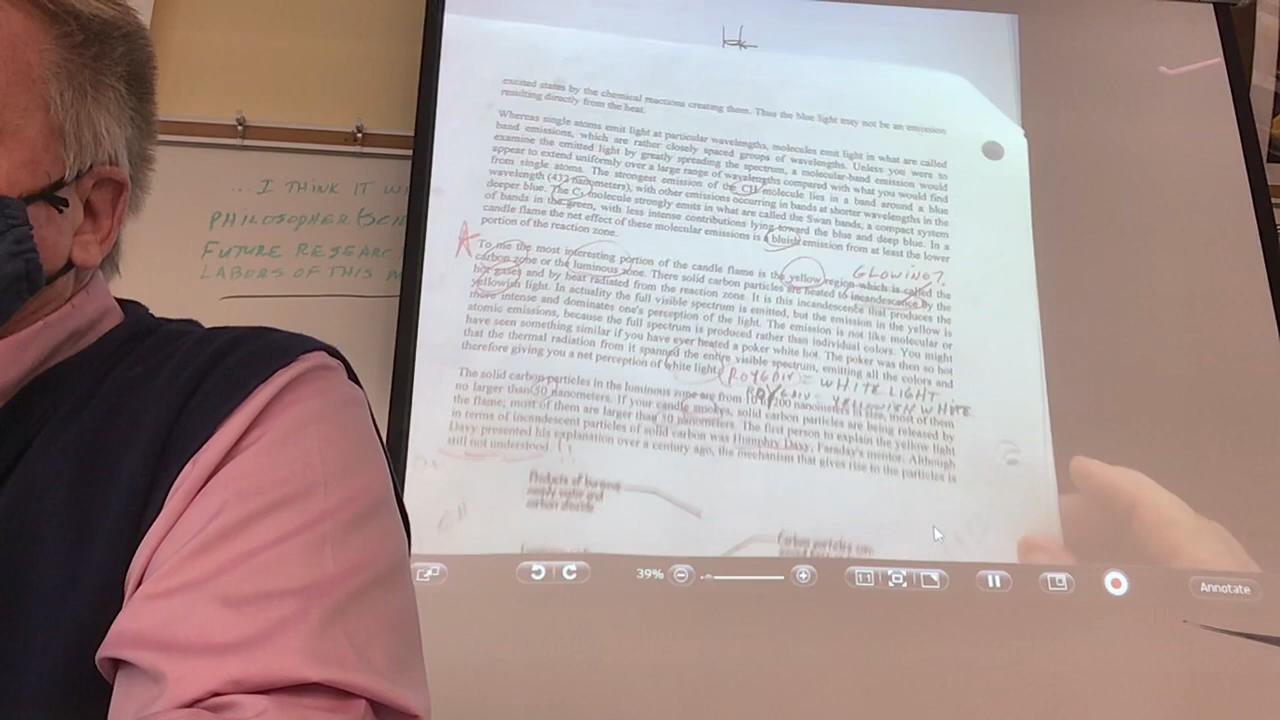 excited states by the chemical reactions creating them. Thus the blue light may not be an emission
resulting directly from the heat.
Whereas single atoms emit light at particular wavelengths, molecules emit light in what are called
band emissions, which are rather closely spaced groups of wavelengths. Unless you were to
examine the emitted light by greatly spreading the spectrum, a molecular-band emission would
appear to extend uniformly over a large range of wavelengths compared with what you would find
from single atoms. The strongest emission of the CH molecule lies in a band around a blue
wavelength (432 nanometers), with other emissions occurring in bands at shorter wavelengths in the
deeper blue. The C₂ molecule strongly emits in what are called the Swan bands, a compact system
of bands in the green, with less intense contributions lying toward the blue and deep blue. In a
candle flame the net effect of these molecular emissions is a bluish emission from at least the lower
portion of the reaction zone.
A
GLOWING?
To me the most interesting portion of the candle flame is the yellow region which is called the
carbon zone or the luminous zone. There solid carbon particles are heated to incandescence by the
hot gases and by heat radiated from the reaction zone. It is this incandescence that produces the
yellowish light. In actuality the full visible spectrum is emitted, but the emission in the yellow is
more intense and dominates one's perception of the light. The emission is not like molecular or
atomic emissions, because the full spectrum is produced rather than individual colors. You might
have seen something similar if you have ever heated a poker white hot. The poker was then so hot
that the thermal radiation from it spanned the entire visible spectrum, emitting all the colors and
therefore giving you a net perception of white light.
(ROYGBIV) = WHITE LIGHT
ROYGBIV = YELLOWISH WHITE
The solid carbon particles in the luminous zone are from 200 nanometers most of them
no larger than 50 nanometers. If your candle smokes, solid carbon particles are being released by
the flame; most of them are larger than 50 nanometers. The first person to explain the yellow light
in terms of incandescent particles of solid carbon was Humphry Davy, Faraday's mentor. Although
Davy presented his explanation over a century ago, the mechanism that gives rise to the particles is
still not understood. !!
Products of burning
mostly water and
carbon dioxide
Carbon particles
... I THINK IT
PHILOSOPHER
FUTURE
LABORS OF THIS
39%
1:1
Annotate